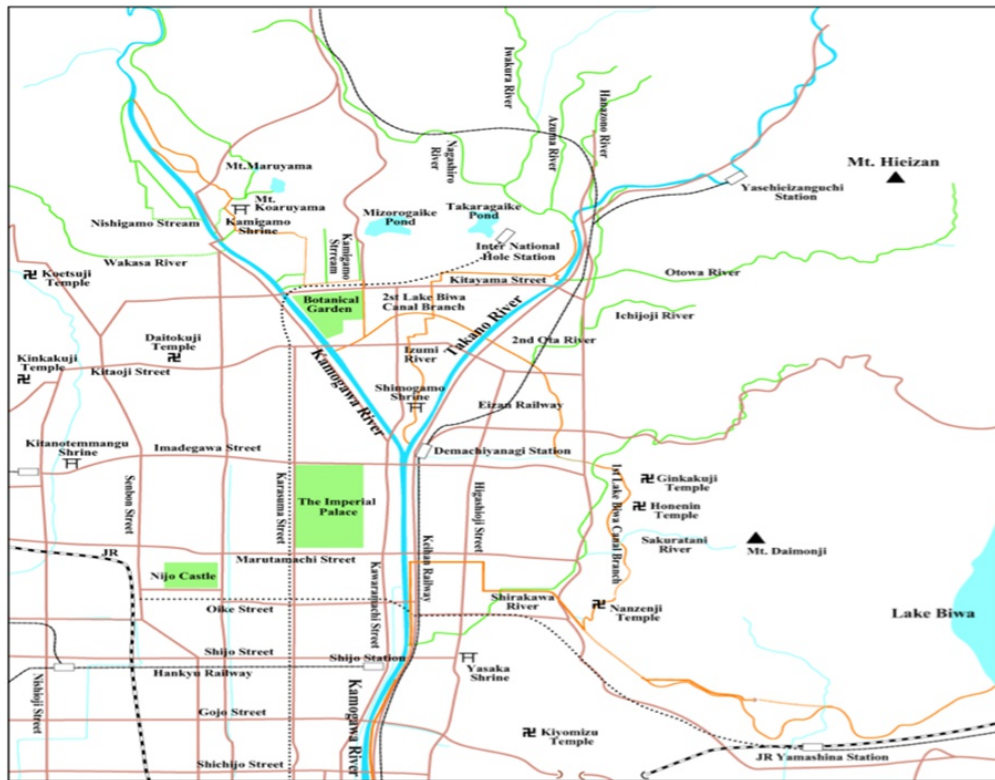 Iwakura River
Hanazono River
Azuma River
Nagashiro
River
Mt. Hieizan
Mt.Maruyama
Yasehieizanguchi
Station
Mt.
Koaruyama
Kamigamo
Shrine
Nishigamo Stream
Mizorogaike
Pond
Takaragaike
Pond
Kamigamo
Strream
Inter National
Hole Station
Wakasa River
Koetsuji
Temple
Otowa River
Kitayama Street
Botanical
Garden
2st Lake Biwa
Canal Branch
Takano River
Ichijoji River
Daitokuji
Temple
2nd Ota River
Izumi
River
Kinkakuji
Temple
Kitaoji Street
Kamogawa River
Shimogamo
Shrine
Eizan Railway
Kitanotemmangu
Shrine
Imadegawa Street
Demachiyanagi Station
Senbon Street
Karasuma Street
The Imperial
Palace
Higashioji Street
1st Lake Biwa Canal Branch
Ginkakuji
Temple
Honenin
Temple
Sakuratani
River
Mt. Daimonji
JR
Marutamachi Street
Keihan Railway
Kawaramachi Street
Nijo Castle
Oike Street
Shirakawa
River
Nanzenji
Temple
Lake Biwa
Shijo Street
Shijo Station
Hankyu Railway
Yasaka
Shrine
Nishioji Street
Gojo Street
Kamogawa River
Kiyomizu
Temple
Shichijo Street
JR Yamashina Station